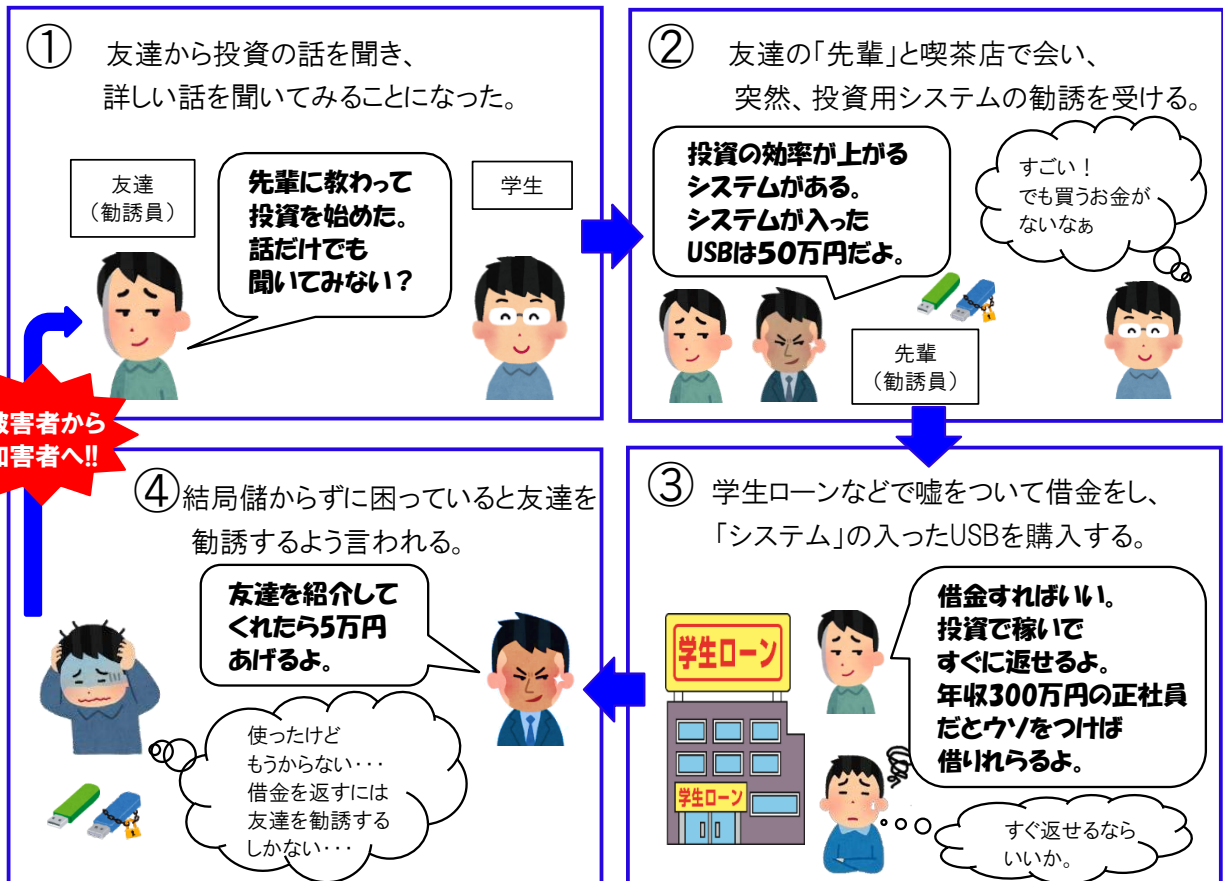 ① 友達から投資の話を聞き、
詳しい話を聞いてみることになった。
友達
（勧誘員）
先輩に教わって
投資を始めた。
話だけでも
聞いてみない？
学生
② 友達の「先輩」と喫茶店で会い、
突然、投資用システムの勧誘を受ける。
投資の効率が上がる
システムがある。
システムが入った
USBは50万円だよ。
すごい！
でも買うお金が
ないなぁ
先輩
（勧誘員）
③ 学生ローンなどで嘘をついて借金をし、
「システム」の入ったUSBを購入する。
借金すればいい。
投資で稼いで
すぐに返せるよ。
年収300万円の正社員
だとウソをつけば
借りれらるよ。
学生ローン
学生ローン
すぐ返せるなら
いいか。
④結局儲からずに困っていると友達を
勧誘するよう言われる。
友達を紹介して
くれたら5万円
あげるよ。
使ったけど
もうからない・・・
借金を返すには
友達を勧誘する
しかない・・・
被害者から
加害者へ!!